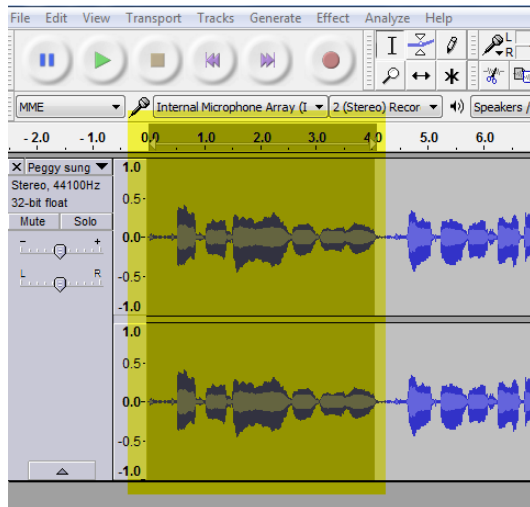 File Edit View Transport Tracks Generate Effect Analyze Help
L
R
MME Internal Microphone Array (I 2 (Stereo) Recor Speakers /
- 2.0 - 1.0 0.0 1.0 2.0 3.0 4.0 5.0 6.0
X Peggy sung 1.0
Stereo, 44100Hz
32-bit float 0.5-
Mute Solo
- + 0.0-
L R -0.5-
-1.0
1.0
0.5-
0.0-
-0.5-
-1.0